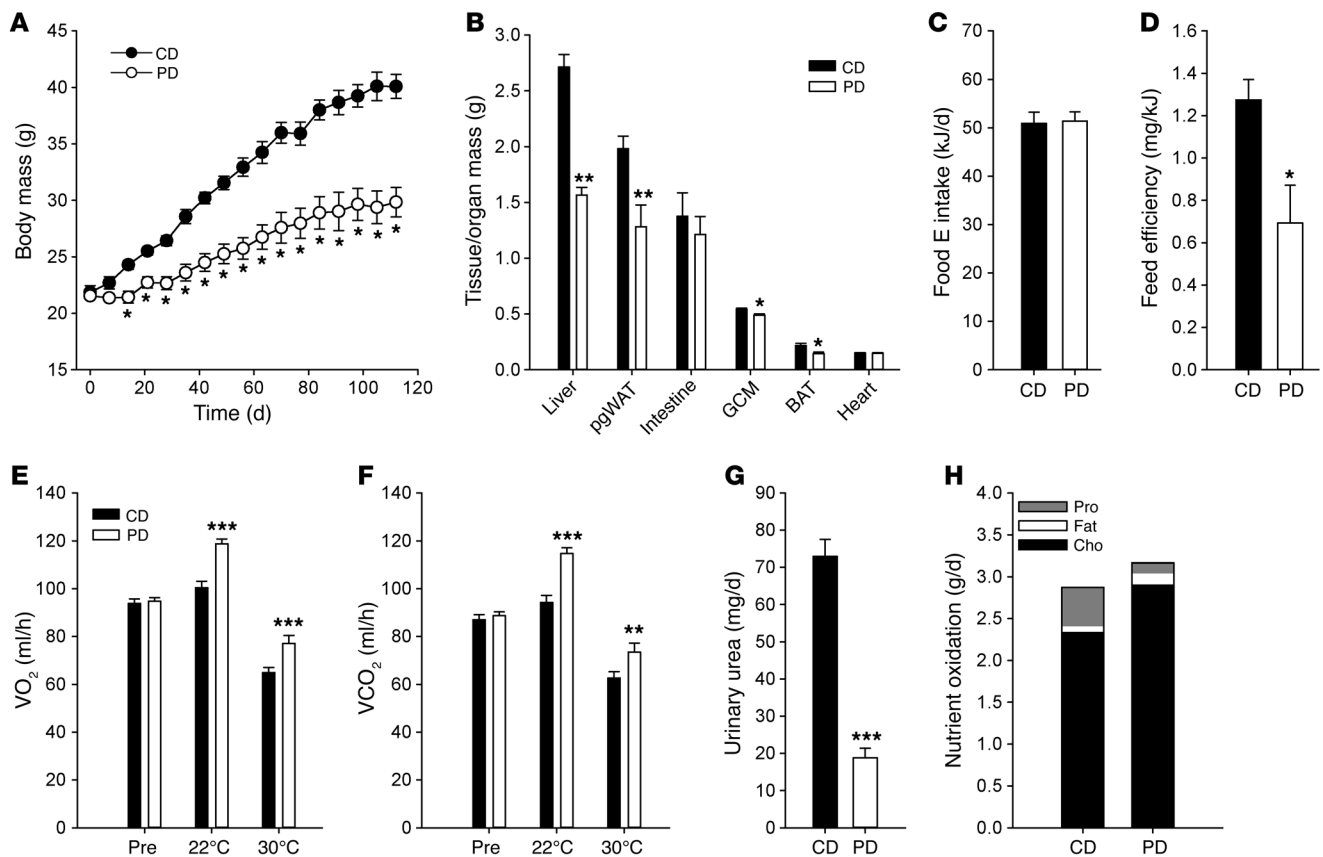 A
Body mass (g)
45
40
35
30
25
20
15
CD
PD
* * * * * * * * * * * * * * *
0 20 40 60 80 100 120
Time (d)
B
Tissue/organ mass (g)
3.0
2.5
2.0
1.5
1.0
0.5
0.0
CD
PD
** ** * *
Liver pgWAT Intestine GCM BAT Heart
C
Food E intake (kJ/d)
70
60
50
40
30
20
10
0
CD PD
D
Feed efficiency (mg/kJ)
1.6
1.4
1.2
1.0
0.8
0.6
0.4
0.2
0.0
*
CD PD
E
VO₂ (ml/h)
140
120
100
80
60
40
20
0
CD
PD
*** ***
Pre 22°C 30°C
F
VCO₂ (ml/h)
140
120
100
80
60
40
20
0
*** **
Pre 22°C 30°C
G
Urinary urea (mg/d)
90
80
70
60
50
40
30
20
10
0
***
CD PD
H
Nutrient oxidation (g/d)
4.0
3.5
3.0
2.5
2.0
1.5
1.0
0.5
0.0
Pro
Fat
Cho
CD PD